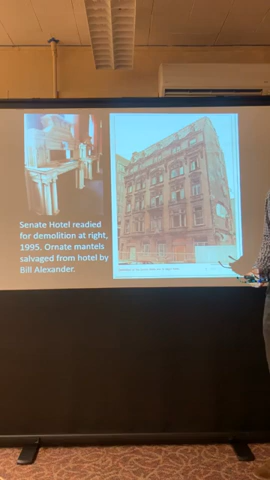 Senate Hotel readied
for demolition at right,
1995. Ornate mantels
salvaged from hotel by
Bill Alexander.